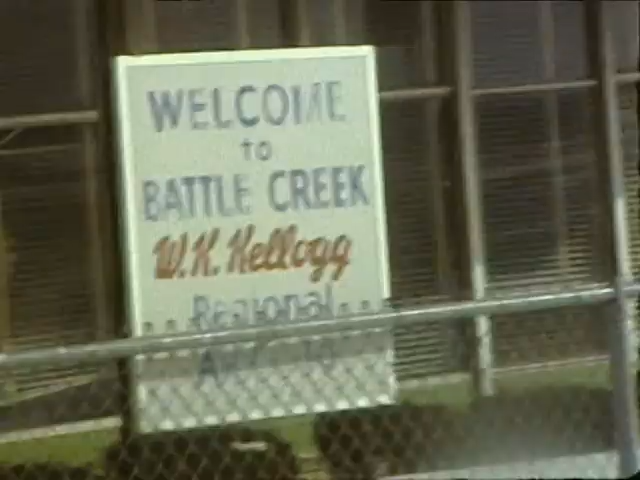 WELCOME
to
BATTLE CREEK
W.K. Kellogg
Regional